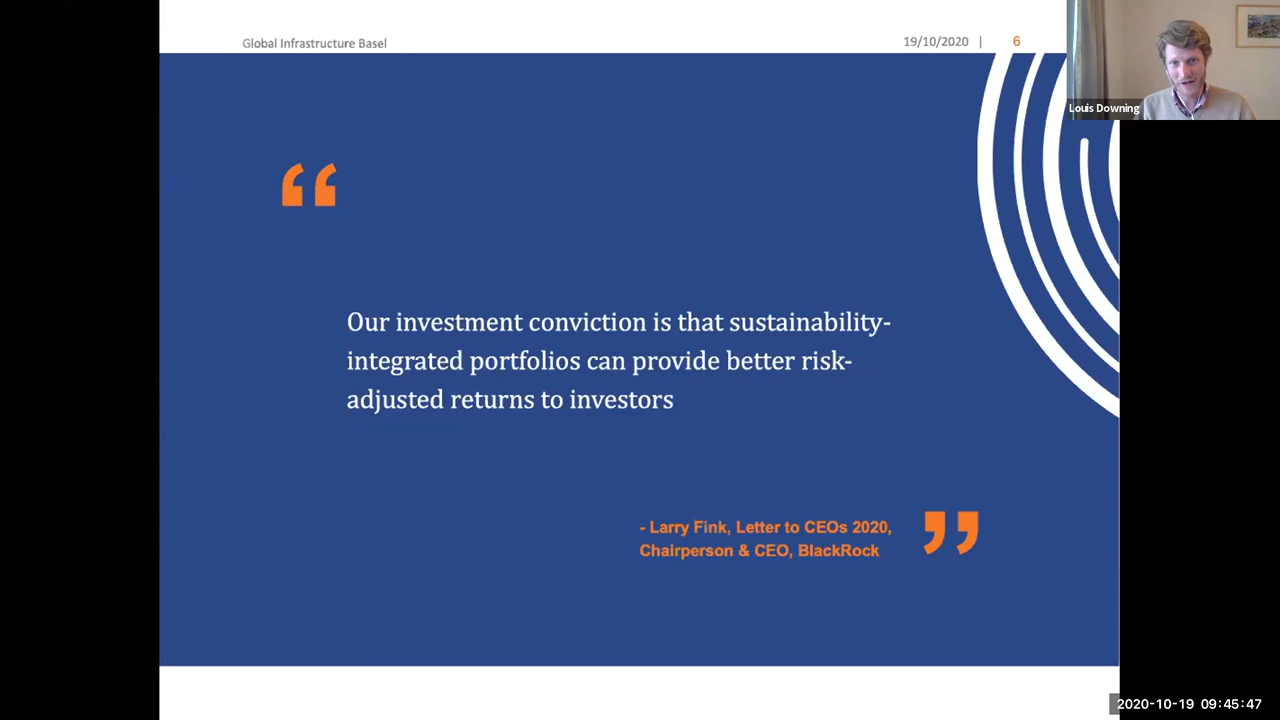 Global Infrastructure Basel
19/10/2020 | 6
Louis Downing
“
Our investment conviction is that sustainability-
integrated portfolios can provide better risk-
adjusted returns to investors
- Larry Fink, Letter to CEOs 2020,
Chairperson & CEO, BlackRock
”
2020-10-19 09:45:47